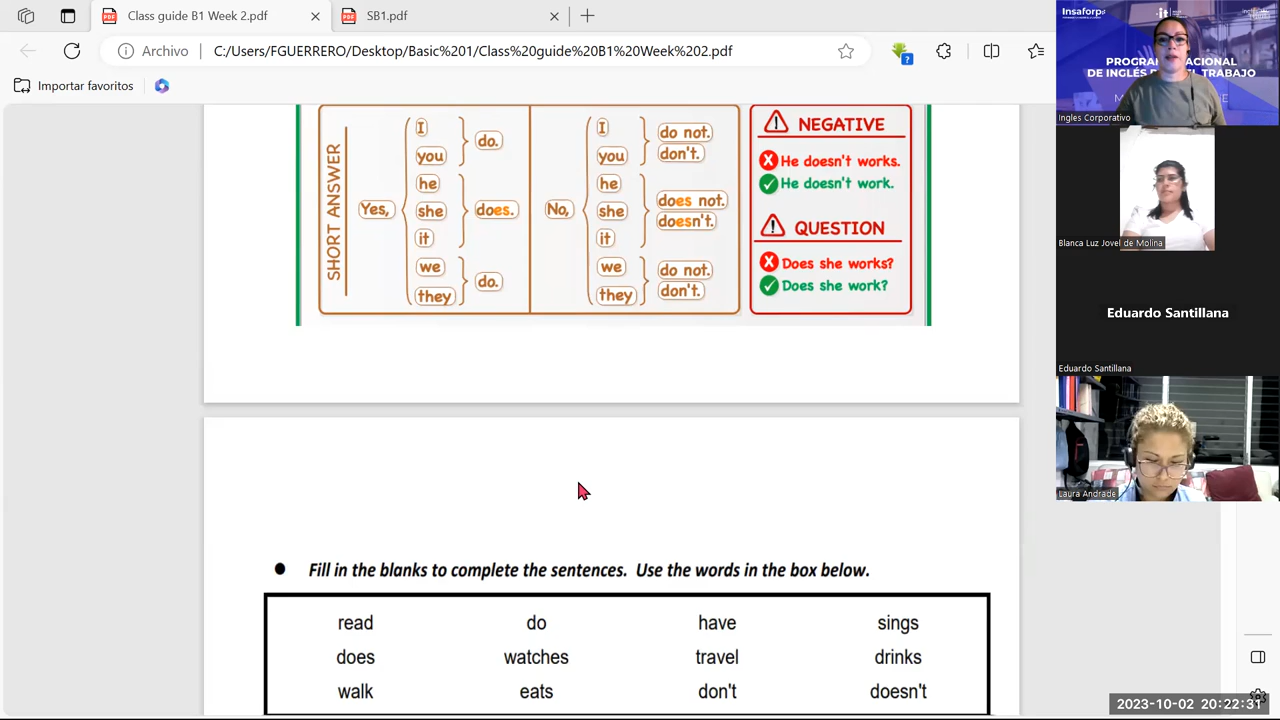 Class guide B1 Week 2.pdf
SB1.pdf
Archivo
C:/Users/FGUERRERO/Desktop/Basic%201/Class%20guide%20B1%20Week%202.pdf
Importar favoritos
SHORT ANSWER
Yes,
I
you
do.
he
she
it
does.
we
they
do.
No,
I
you
do not.
don't.
he
she
it
does not.
doesn't.
we
they
do not.
don't.
NEGATIVE
He doesn't works.
He doesn't work.
QUESTION
Does she works?
Does she work?
Fill in the blanks to complete the sentences. Use the words in the box below.
read do have sings
does watches travel drinks
walk eats don't doesn't
Insaforp
Ingles Corporativo
Blanca Luz Jovel de Molina
Eduardo Santillana
Eduardo Santillana
Laura Andrade
2023-10-02 20:22:31